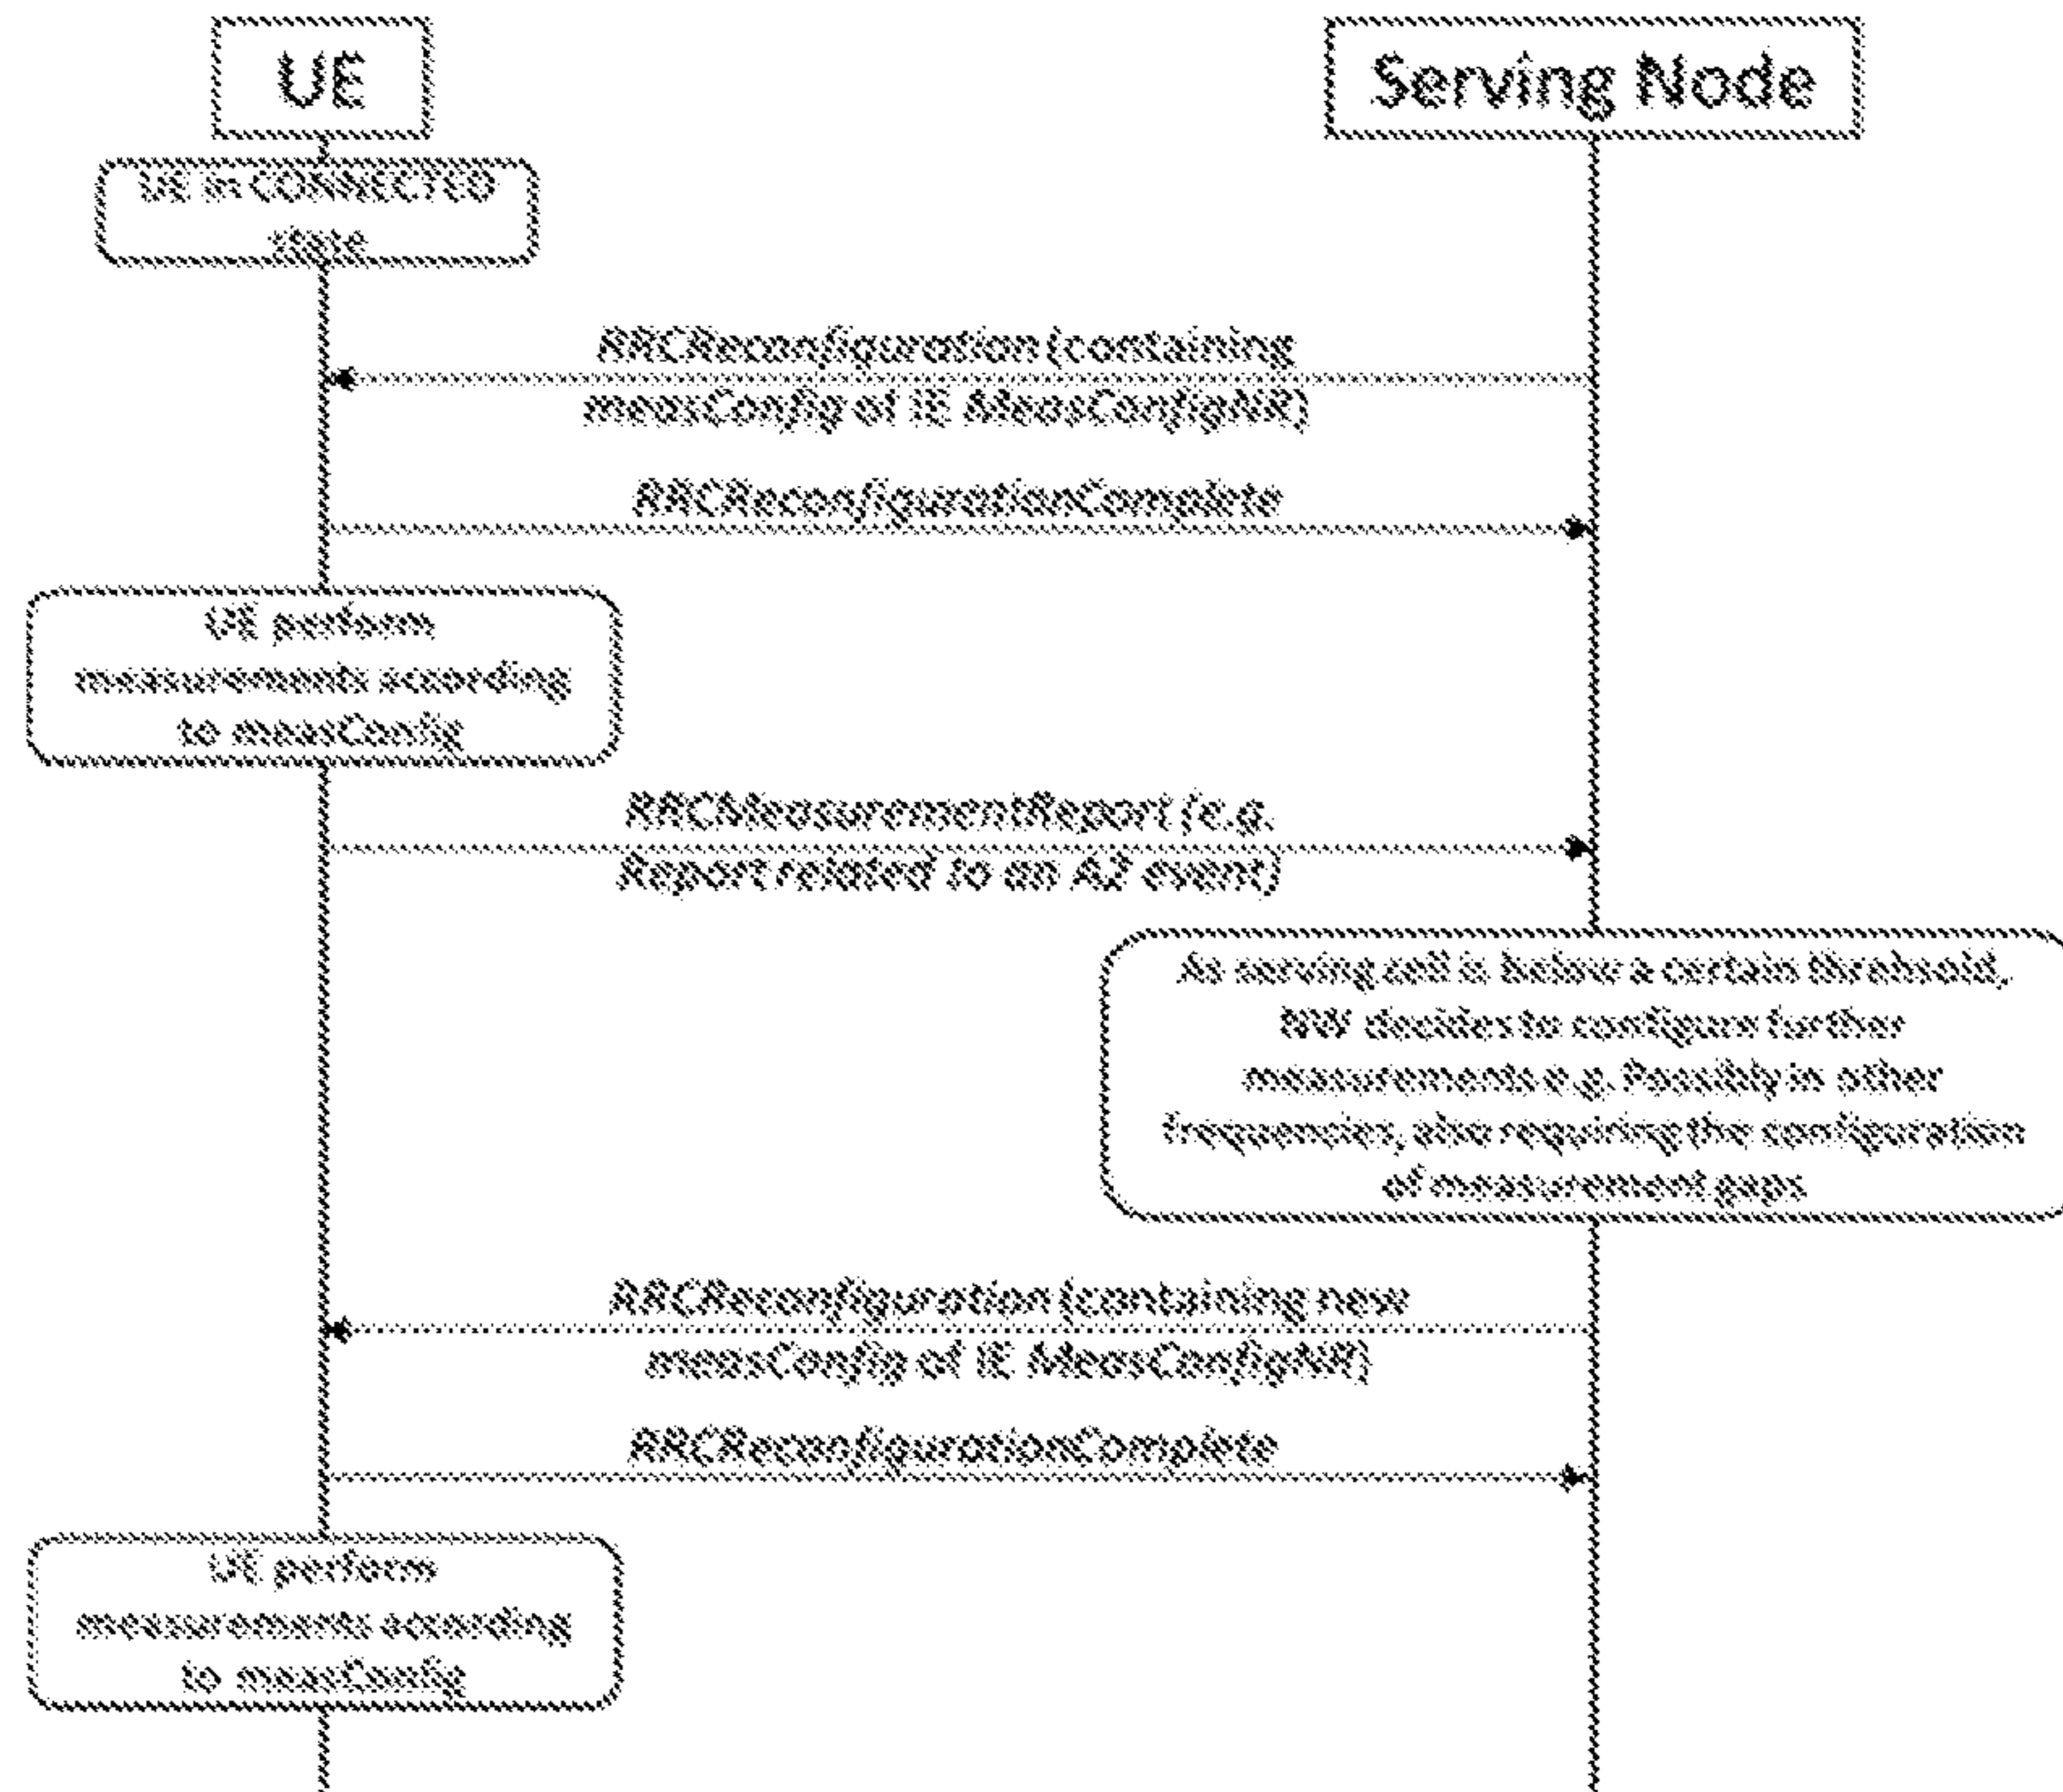 UE
Serving Node
UE in CONNECTED
state
RRCReconfiguration (containing
measConfig of IE MeasConfigNR)
RRCReconfigurationComplete
UE perform
measurements according
to measConfig
RRCMeasurementReport (e.g.
Report related to an A2 event)
As serving cell is below a certain threhsold,
NW decides to configure further
measurements e.g. Possibly in other
frequencies, also requiring the configuration
of measurement gaps
RRCReconfiguration (containing new
measConfig of IE MeasConfigNR)
RRCReconfigurationComplete
UE perform
measurements according
to measConfig